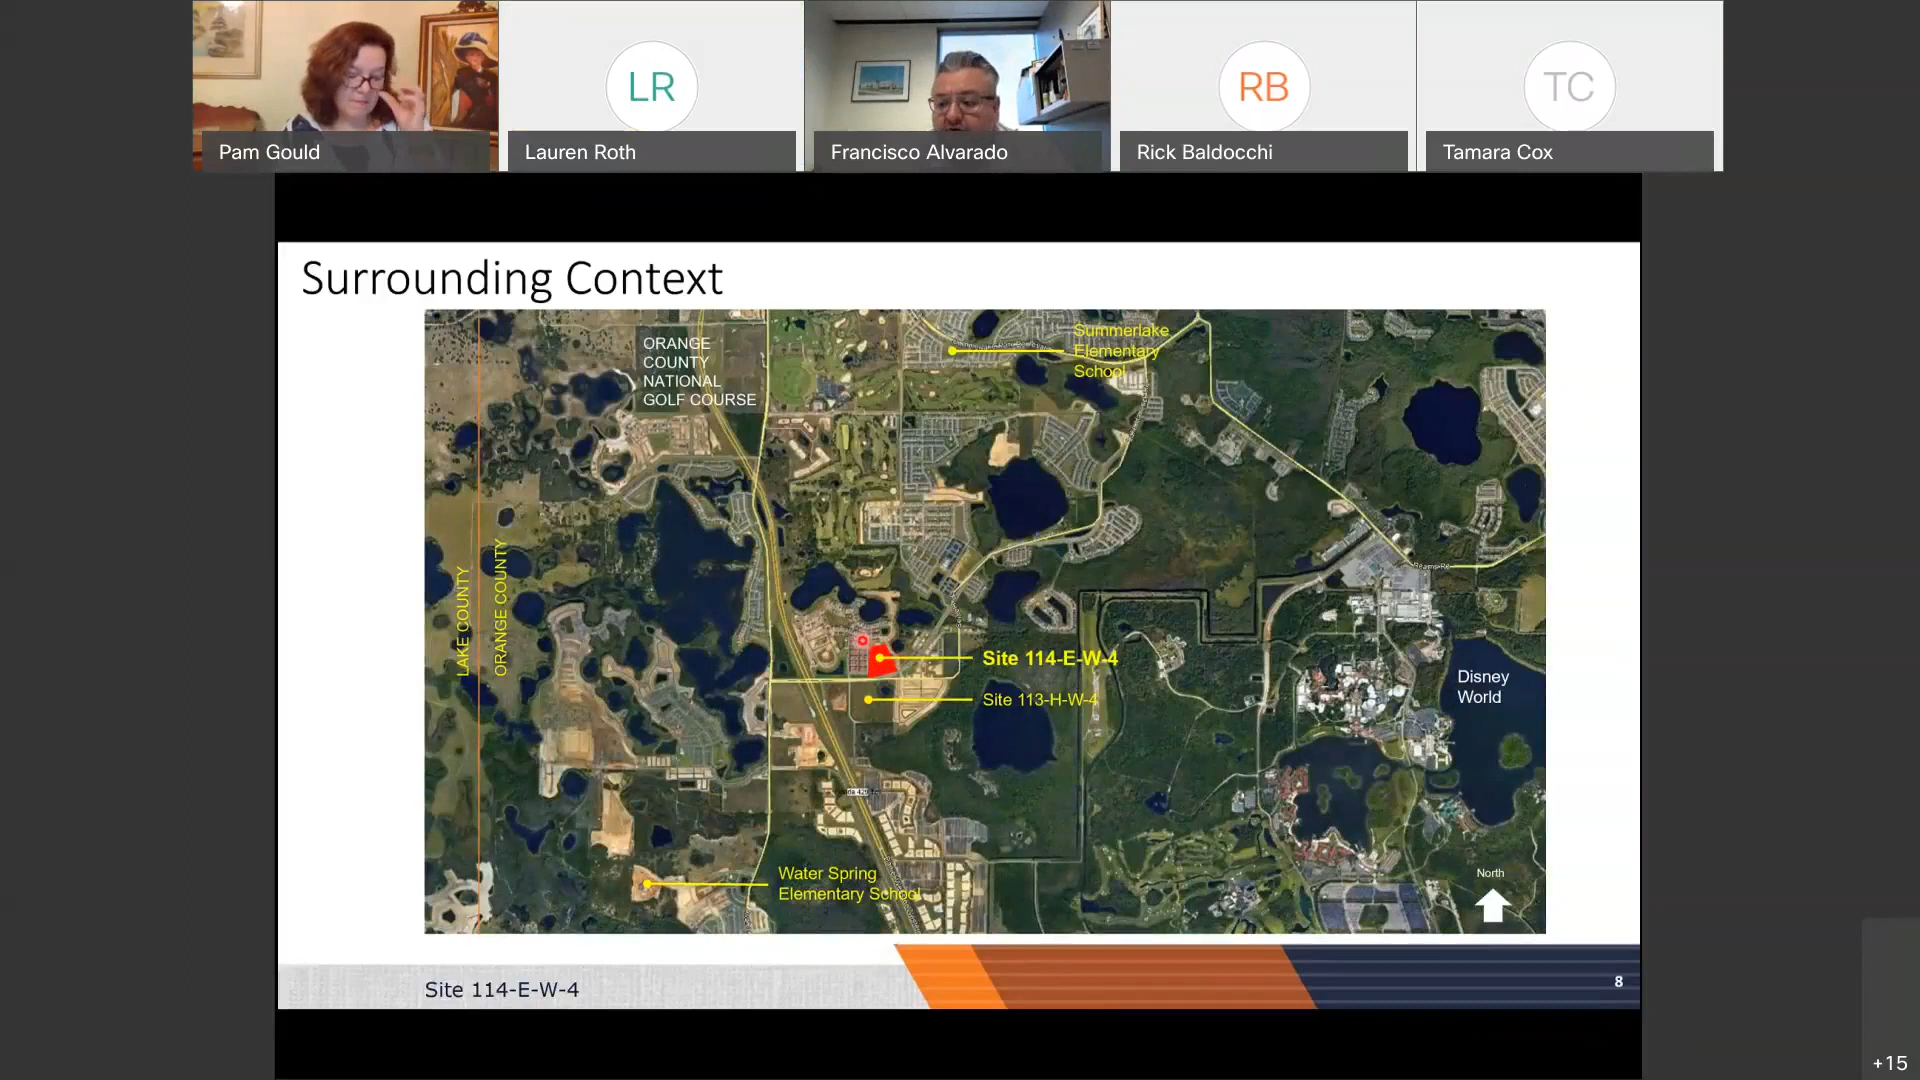 LR
RB
TC
Pam Gould
Lauren Roth
Francisco Alvarado
Rick Baldocchi
Tamara Cox
Surrounding Context
ORANGE
COUNTY
NATIONAL
GOLF COURSE
Summerlake
Elementary
School
LAKE COUNTY
ORANGE COUNTY
Reams Rd
Site 114-E-W-4
Site 113-H-W-4
Disney
World
Water Spring
Elementary School
North
Site 114-E-W-4
8
+15